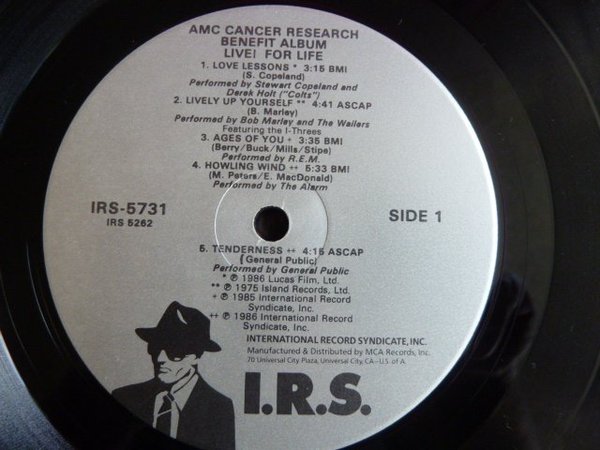 AMC CANCER RESEARCH
BENEFIT ALBUM
LIVE! FOR LIFE
1. LOVE LESSONS * 3:15 BMI
(S. Copeland)
Performed by Stewart Copeland and
Derek Holt ("Colts")
2. LIVELY UP YOURSELF ** 4:41 ASCAP
(B. Marley)
Performed by Bob Marley and The Wailers
Featuring the I-Threes
3. AGES OF YOU + 3:35 BMI
(Berry/Buck/Mills/Stipe)
Performed by R.E.M.
4. HOWLING WIND ++ 5:33 BMI
(M. Peters/E. MacDonald)
Performed by The Alarm
IRS-5731
IRS 5262
SIDE 1
5. TENDERNESS ++ 4:15 ASCAP
(General Public)
Performed by General Public
* ℗ 1986 Lucas Film, Ltd.
** ℗ 1975 Island Records, Ltd.
+ ℗ 1985 International Record
Syndicate, Inc.
++ ℗ 1986 International Record
Syndicate, Inc.
INTERNATIONAL RECORD SYNDICATE, INC.
Manufactured & Distributed by MCA Records, Inc.
70 Universal City Plaza, Universal City, CA-U.S. of A.
I.R.S.